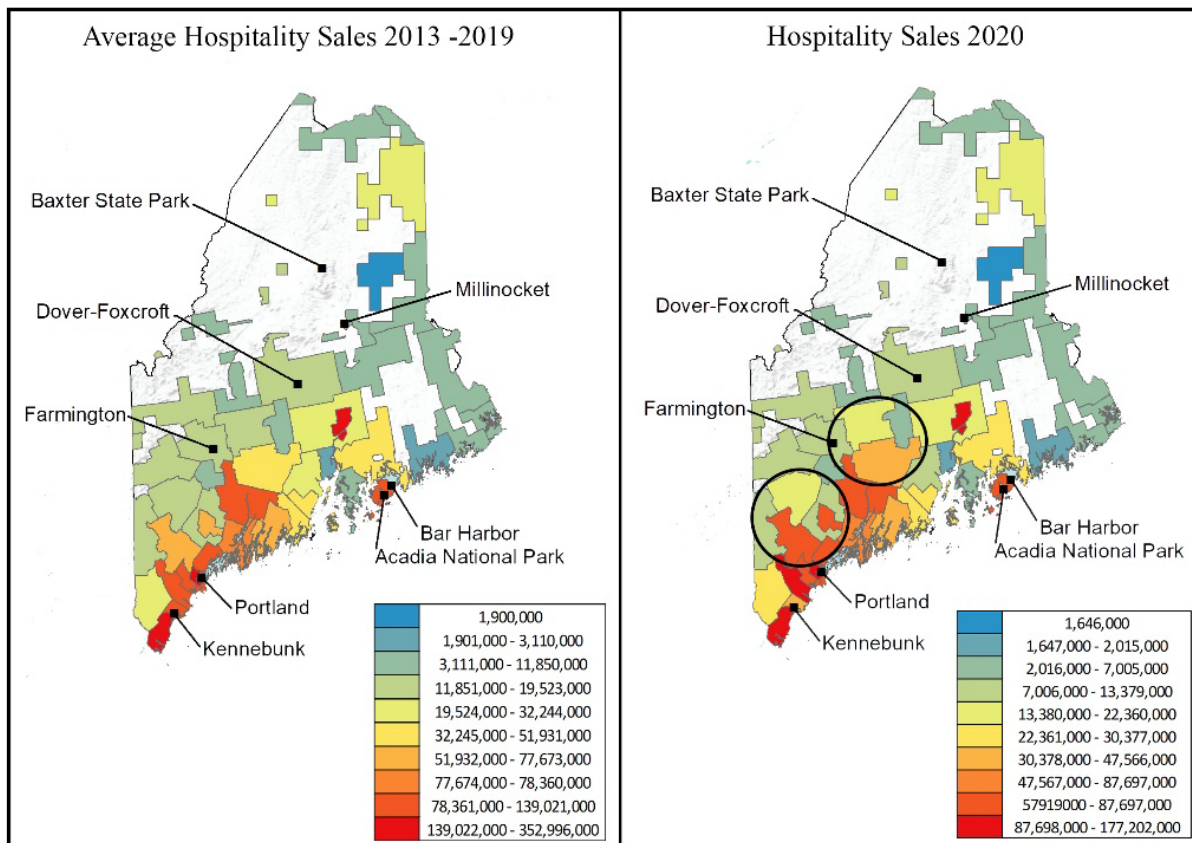 Average Hospitality Sales 2013 -2019
Baxter State Park
Millinocket
Dover-Foxcroft
Farmington
Bar Harbor
Acadia National Park
Portland
Kennebunk
1,900,000
1,901,000 - 3,110,000
3,111,000 - 11,850,000
11,851,000 - 19,523,000
19,524,000 - 32,244,000
32,245,000 - 51,931,000
51,932,000 - 77,673,000
77,674,000 - 78,360,000
78,361,000 - 139,021,000
139,022,000 - 352,996,000
Hospitality Sales 2020
Baxter State Park
Millinocket
Dover-Foxcroft
Farmington
Bar Harbor
Acadia National Park
Portland
Kennebunk
1,646,000
1,647,000 - 2,015,000
2,016,000 - 7,005,000
7,006,000 - 13,379,000
13,380,000 - 22,360,000
22,361,000 - 30,377,000
30,378,000 - 47,566,000
47,567,000 - 87,697,000
57919000 - 87,697,000
87,698,000 - 177,202,000